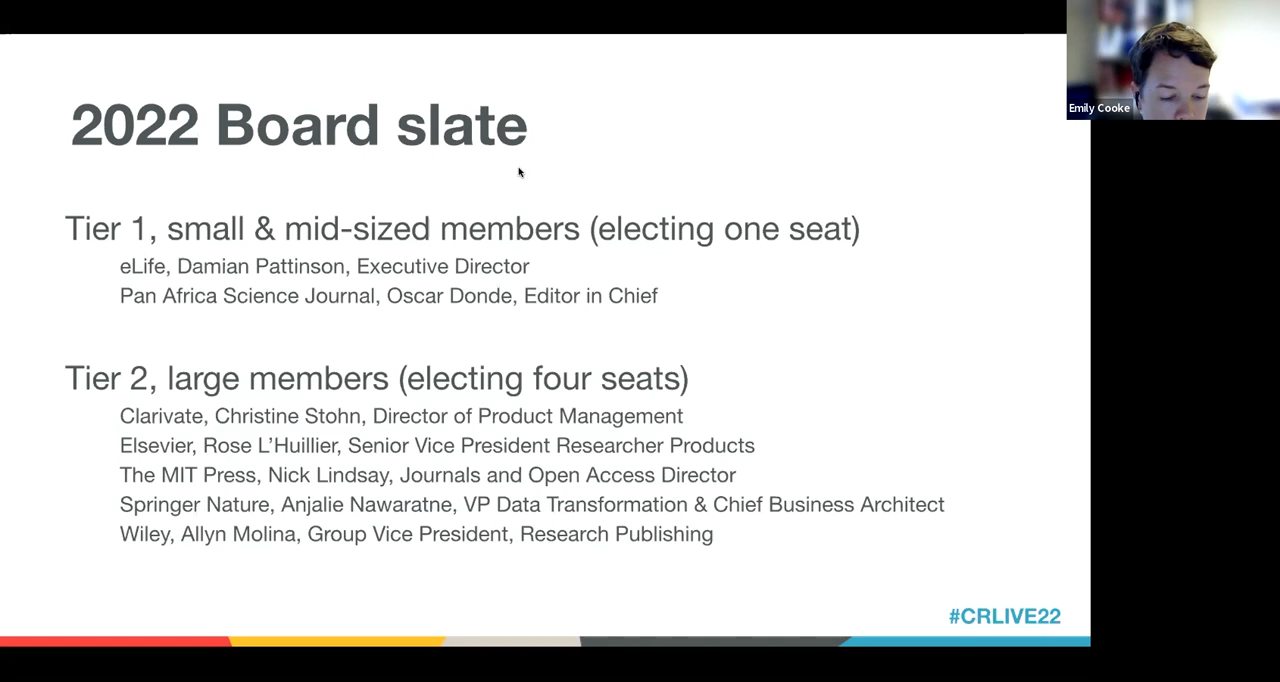 2022 Board slate
Emily Cooke
Tier 1, small & mid-sized members (electing one seat)
eLife, Damian Pattinson, Executive Director
Pan Africa Science Journal, Oscar Donde, Editor in Chief
Tier 2, large members (electing four seats)
Clarivate, Christine Stohn, Director of Product Management
Elsevier, Rose L’Huillier, Senior Vice President Researcher Products
The MIT Press, Nick Lindsay, Journals and Open Access Director
Springer Nature, Anjalie Nawaratne, VP Data Transformation & Chief Business Architect
Wiley, Allyn Molina, Group Vice President, Research Publishing
#CRLIVE22